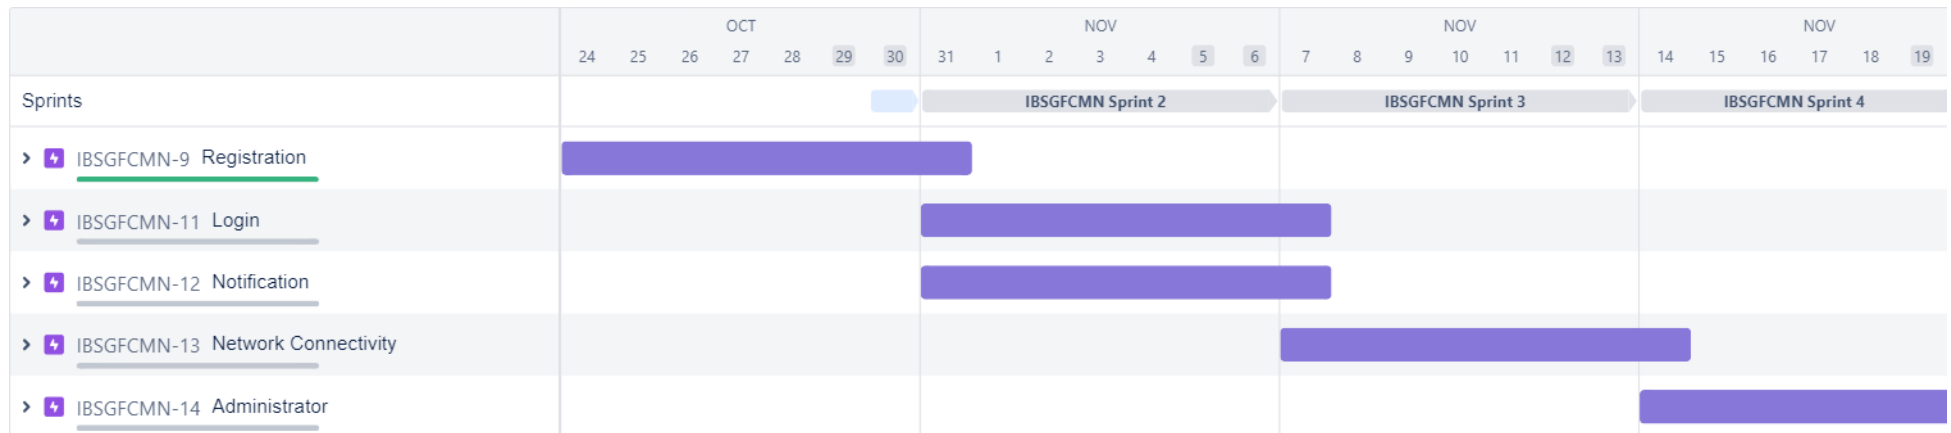 OCT NOV NOV NOV
24 25 26 27 28 29 30 31 1 2 3 4 5 6 7 8 9 10 11 12 13 14 15 16 17 18 19
Sprints IBSGFCMN Sprint 2 IBSGFCMN Sprint 3 IBSGFCMN Sprint 4
IBSGFCMN-9 Registration
IBSGFCMN-11 Login
IBSGFCMN-12 Notification
IBSGFCMN-13 Network Connectivity
IBSGFCMN-14 Administrator